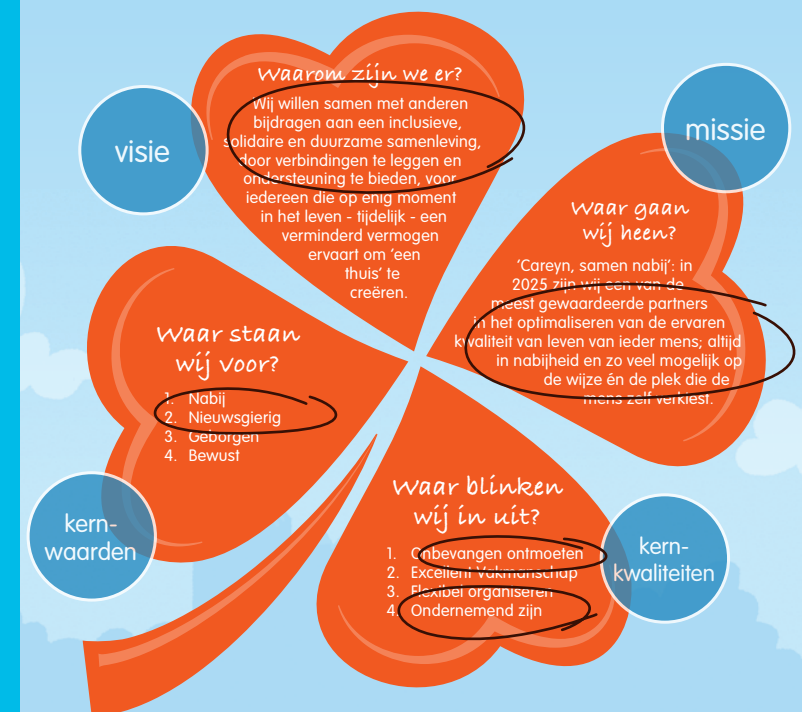 visie
Waarom zijn we er?
Wij willen samen met anderen
bijdragen aan een inclusieve,
solidaire en duurzame samenleving,
door verbindingen te leggen en
ondersteuning te bieden, voor
iedereen die op enig moment
in het leven - tijdelijk - een
verminderd vermogen
ervaart om ‘een
thuis’ te
creëren.
missie
Waar gaan
wij heen?
‘Careyn, samen nabij’: in
2025 zijn wij een van de
meest gewaardeerde partners
in het optimaliseren van de ervaren
kwaliteit van leven van ieder mens; altijd
in nabijheid en zo veel mogelijk op
de wijze én de plek die de
mens zelf verkiest.
Waar staan
wij voor?
1. Nabij
2. Nieuwsgierig
3. Geborgen
4. Bewust
kern-
waarden
Waar blinken
wij in uit?
1. Onbevangen ontmoeten
2. Excellent Vakmanschap
3. Flexibel organiseren
4. Ondernemend zijn
kern-
kwaliteiten